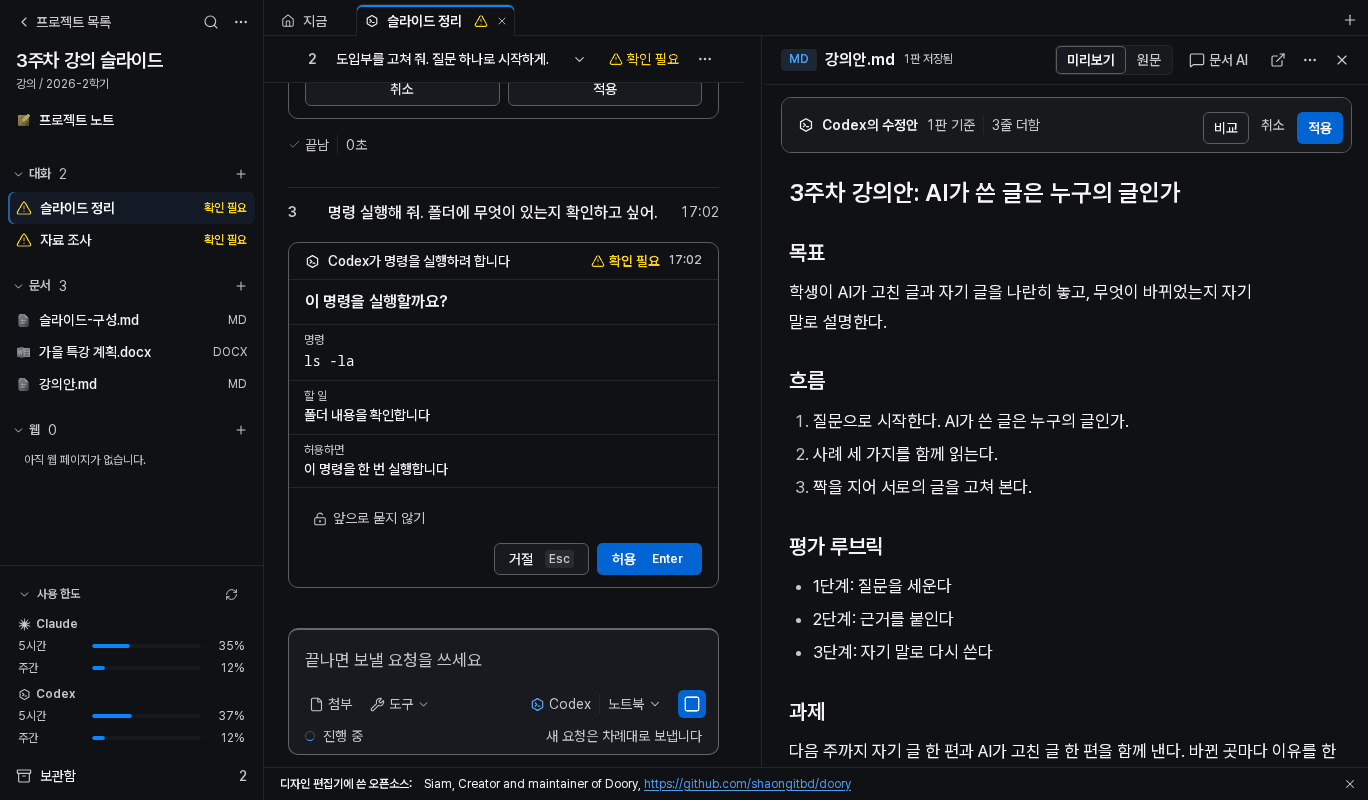 프로젝트 목록
3주차 강의 슬라이드
강의 / 2026-2학기
프로젝트 노트
대화 2
슬라이드 정리 확인 필요
자료 조사 확인 필요
문서 3
슬라이드-구성.md MD
가을 특강 계획.docx DOCX
강의안.md MD
웹 0
아직 웹 페이지가 없습니다.
사용 한도
Claude
5시간 35%
주간 12%
Codex
5시간 37%
주간 12%
보관함 2
지금
슬라이드 정리
2 도입부를 고쳐 줘. 질문 하나로 시작하게. 확인 필요
취소 적용
끝남 0초
3 명령 실행해 줘. 폴더에 무엇이 있는지 확인하고 싶어. 17:02
Codex가 명령을 실행하려 합니다 확인 필요 17:02
이 명령을 실행할까요?
명령
ls -la
할 일
폴더 내용을 확인합니다
허용하면
이 명령을 한 번 실행합니다
앞으로 묻지 않기
거절 Esc 허용 Enter
끝나면 보낼 요청을 쓰세요
첨부 도구 Codex 노트북
진행 중 새 요청은 차례대로 보냅니다
MD 강의안.md 1판 저장됨 미리보기 원문 문서 AI
Codex의 수정안 1판 기준 3줄 더함 비교 취소 적용
3주차 강의안: AI가 쓴 글은 누구의 글인가
목표
학생이 AI가 고친 글과 자기 글을 나란히 놓고, 무엇이 바뀌었는지 자기
말로 설명한다.
흐름
1. 질문으로 시작한다. AI가 쓴 글은 누구의 글인가.
2. 사례 세 가지를 함께 읽는다.
3. 짝을 지어 서로의 글을 고쳐 본다.
평가 루브릭
• 1단계: 질문을 세운다
• 2단계: 근거를 붙인다
• 3단계: 자기 말로 다시 쓴다
과제
다음 주까지 자기 글 한 편과 AI가 고친 글 한 편을 함께 낸다. 바뀐 곳마다 이유를 한
디자인 편집기에 쓴 오픈소스: Siam, Creator and maintainer of Doory, https://github.com/shaongitbd/doory